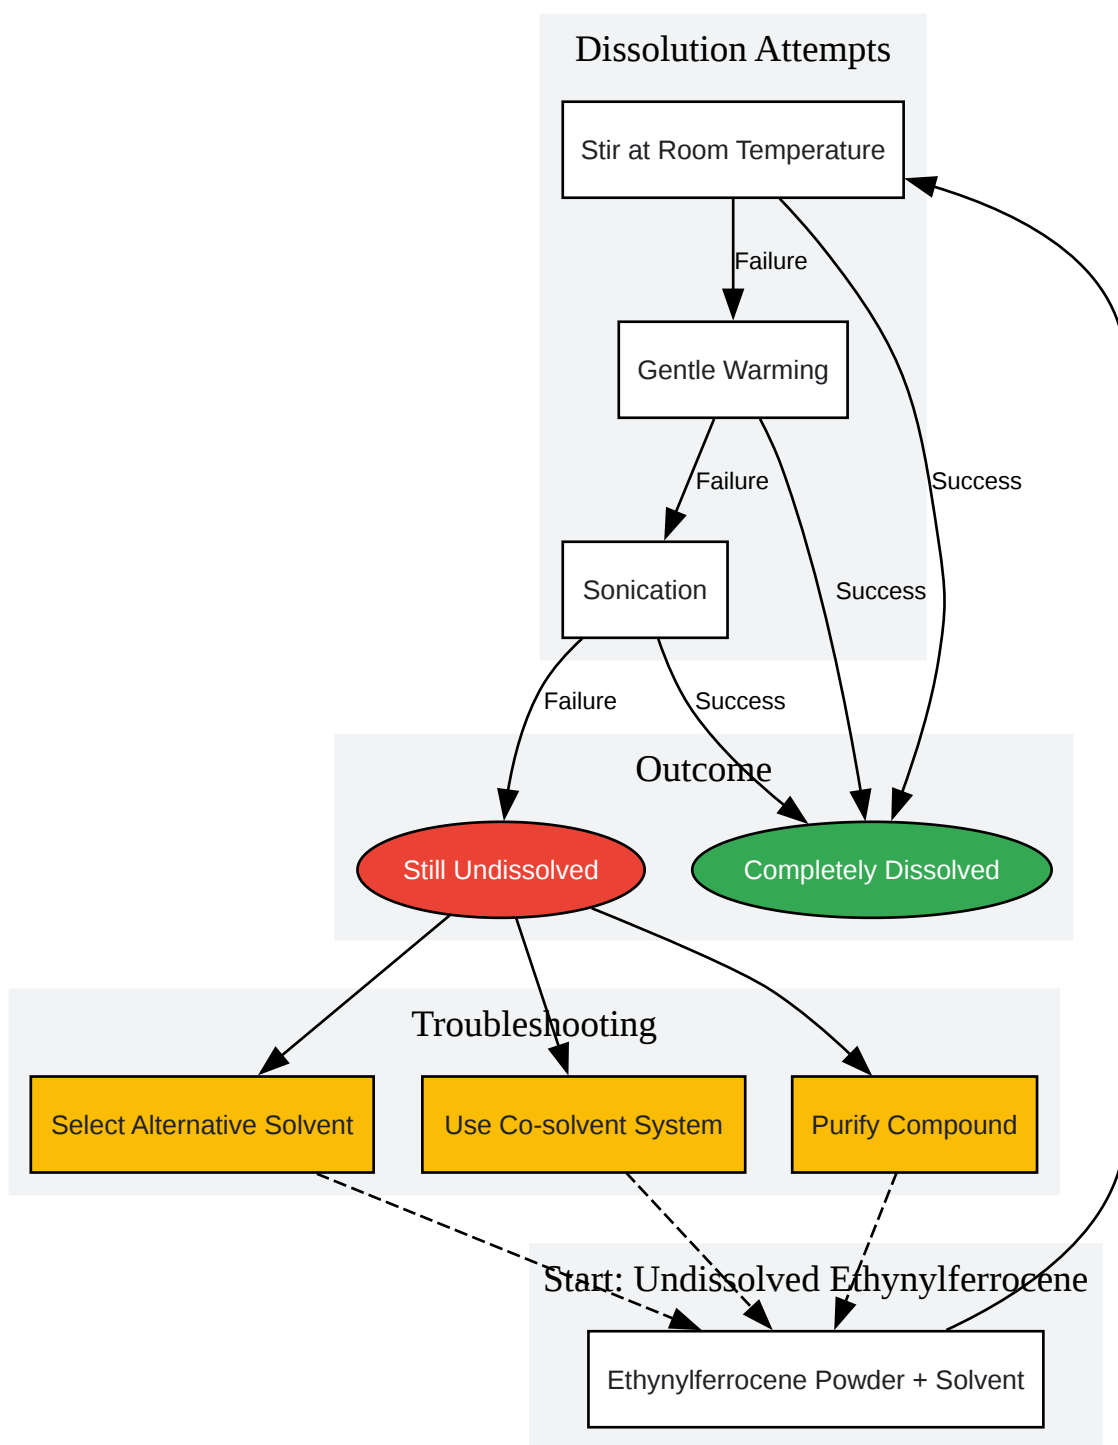 Dissolution Attempts
Stir at Room Temperature
Failure
Gentle Warming
Failure
Success
Sonication
Success
Failure
Success
Outcome
Still Undissolved
Completely Dissolved
Troubleshooting
Select Alternative Solvent
Use Co-solvent System
Purify Compound
Start: Undissolved Ethynylferrocene
Ethynylferrocene Powder + Solvent